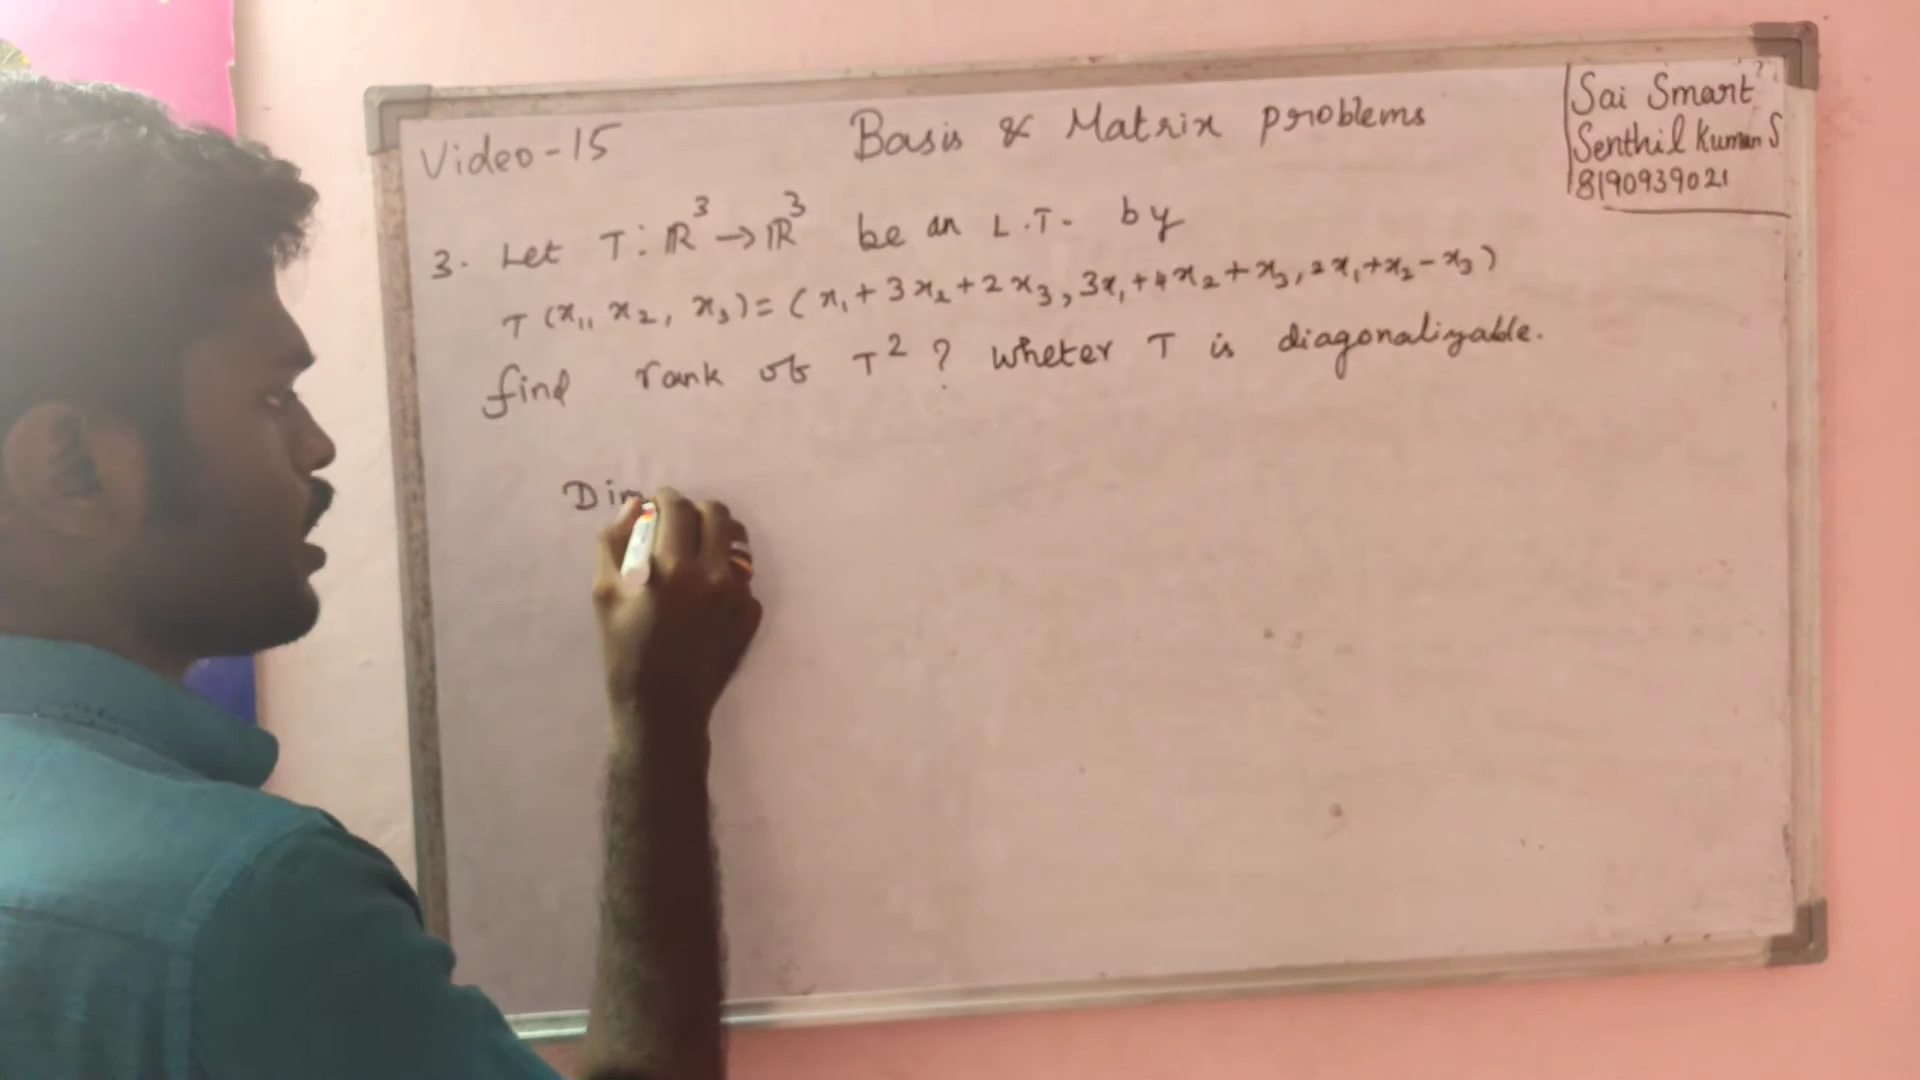 Video-15 Basis & Matrix problems
Sai Smart
Senthil Kumar S
8190939021
3. Let T: ℝ³ → ℝ³ be an L.T. by
T(x₁, x₂, x₃) = (x₁ + 3x₂ + 2x₃, 3x₁ + 4x₂ + x₃, 2x₁ + x₂ - x₃)
find rank of T² ? wheter T is diagonalizable.
Dim